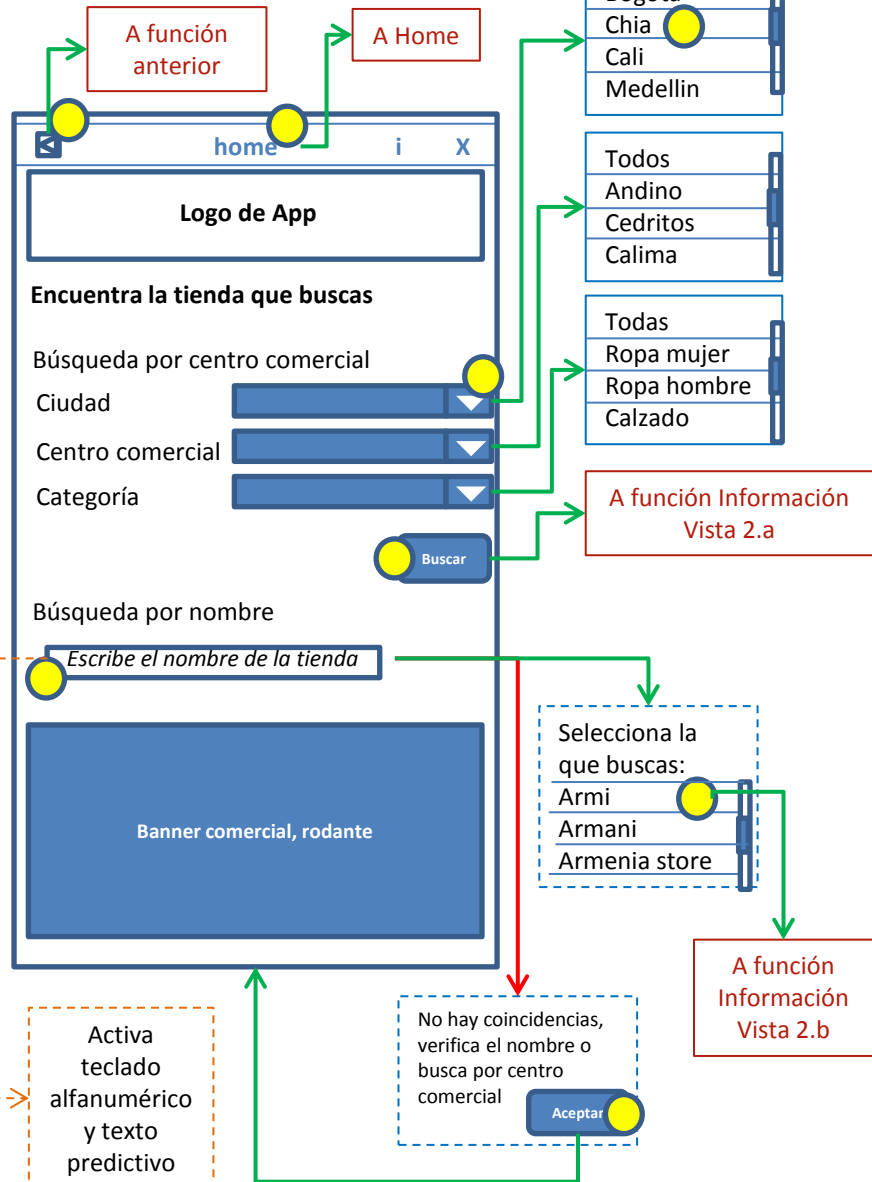 A función
anterior
A Home
Chia
Cali
Medellin
home i X
Logo de App
Todos
Andino
Cedritos
Calima
Encuentra la tienda que buscas
Todas
Ropa mujer
Ropa hombre
Calzado
Búsqueda por centro comercial
Ciudad
Centro comercial
Categoría
A función Información
Vista 2.a
Buscar
Búsqueda por nombre
Escribe el nombre de la tienda
Selecciona la
que buscas:
Armi
Armani
Armenia store
Banner comercial, rodante
A función
Información
Vista 2.b
No hay coincidencias,
verifica el nombre o
busca por centro
comercial
Aceptar
Activa
teclado
alfanumérico
y texto
predictivo